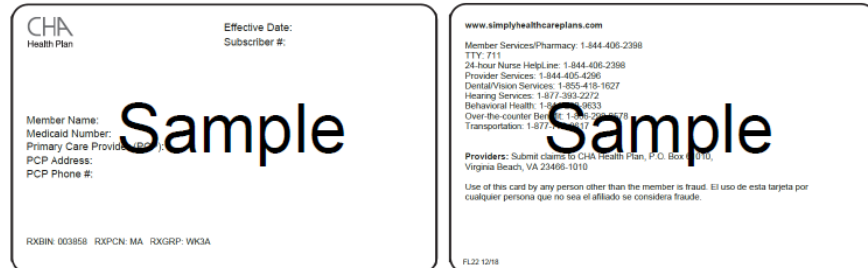 CHA
Health Plan
Effective Date:
Subscriber #:
Member Name:
Medicaid Number:
Primary Care Provider (PCP):
PCP Address:
PCP Phone #:
Sample
RXBIN: 003858 RXPCN: MA RXGRP: WK3A
www.simplyhealthcareplans.com
Member Services/Pharmacy: 1-844-406-2398
TTY: 711
24-hour Nurse HelpLine: 1-844-406-2398
Provider Services: 1-844-405-4296
Dental/Vision Services: 1-855-418-1627
Hearing Services: 1-877-393-2272
Behavioral Health:
Over-the-counter Benefit:
Transportation:
Sample
Providers: Submit claims to CHA Health Plan, P.O. Box
Virginia Beach, VA 23466-1010
Use of this card by any person other than the member is fraud. El uso de esta tarjeta por
cualquier persona que no sea el afiliado se considera fraude.
FL22 12/18